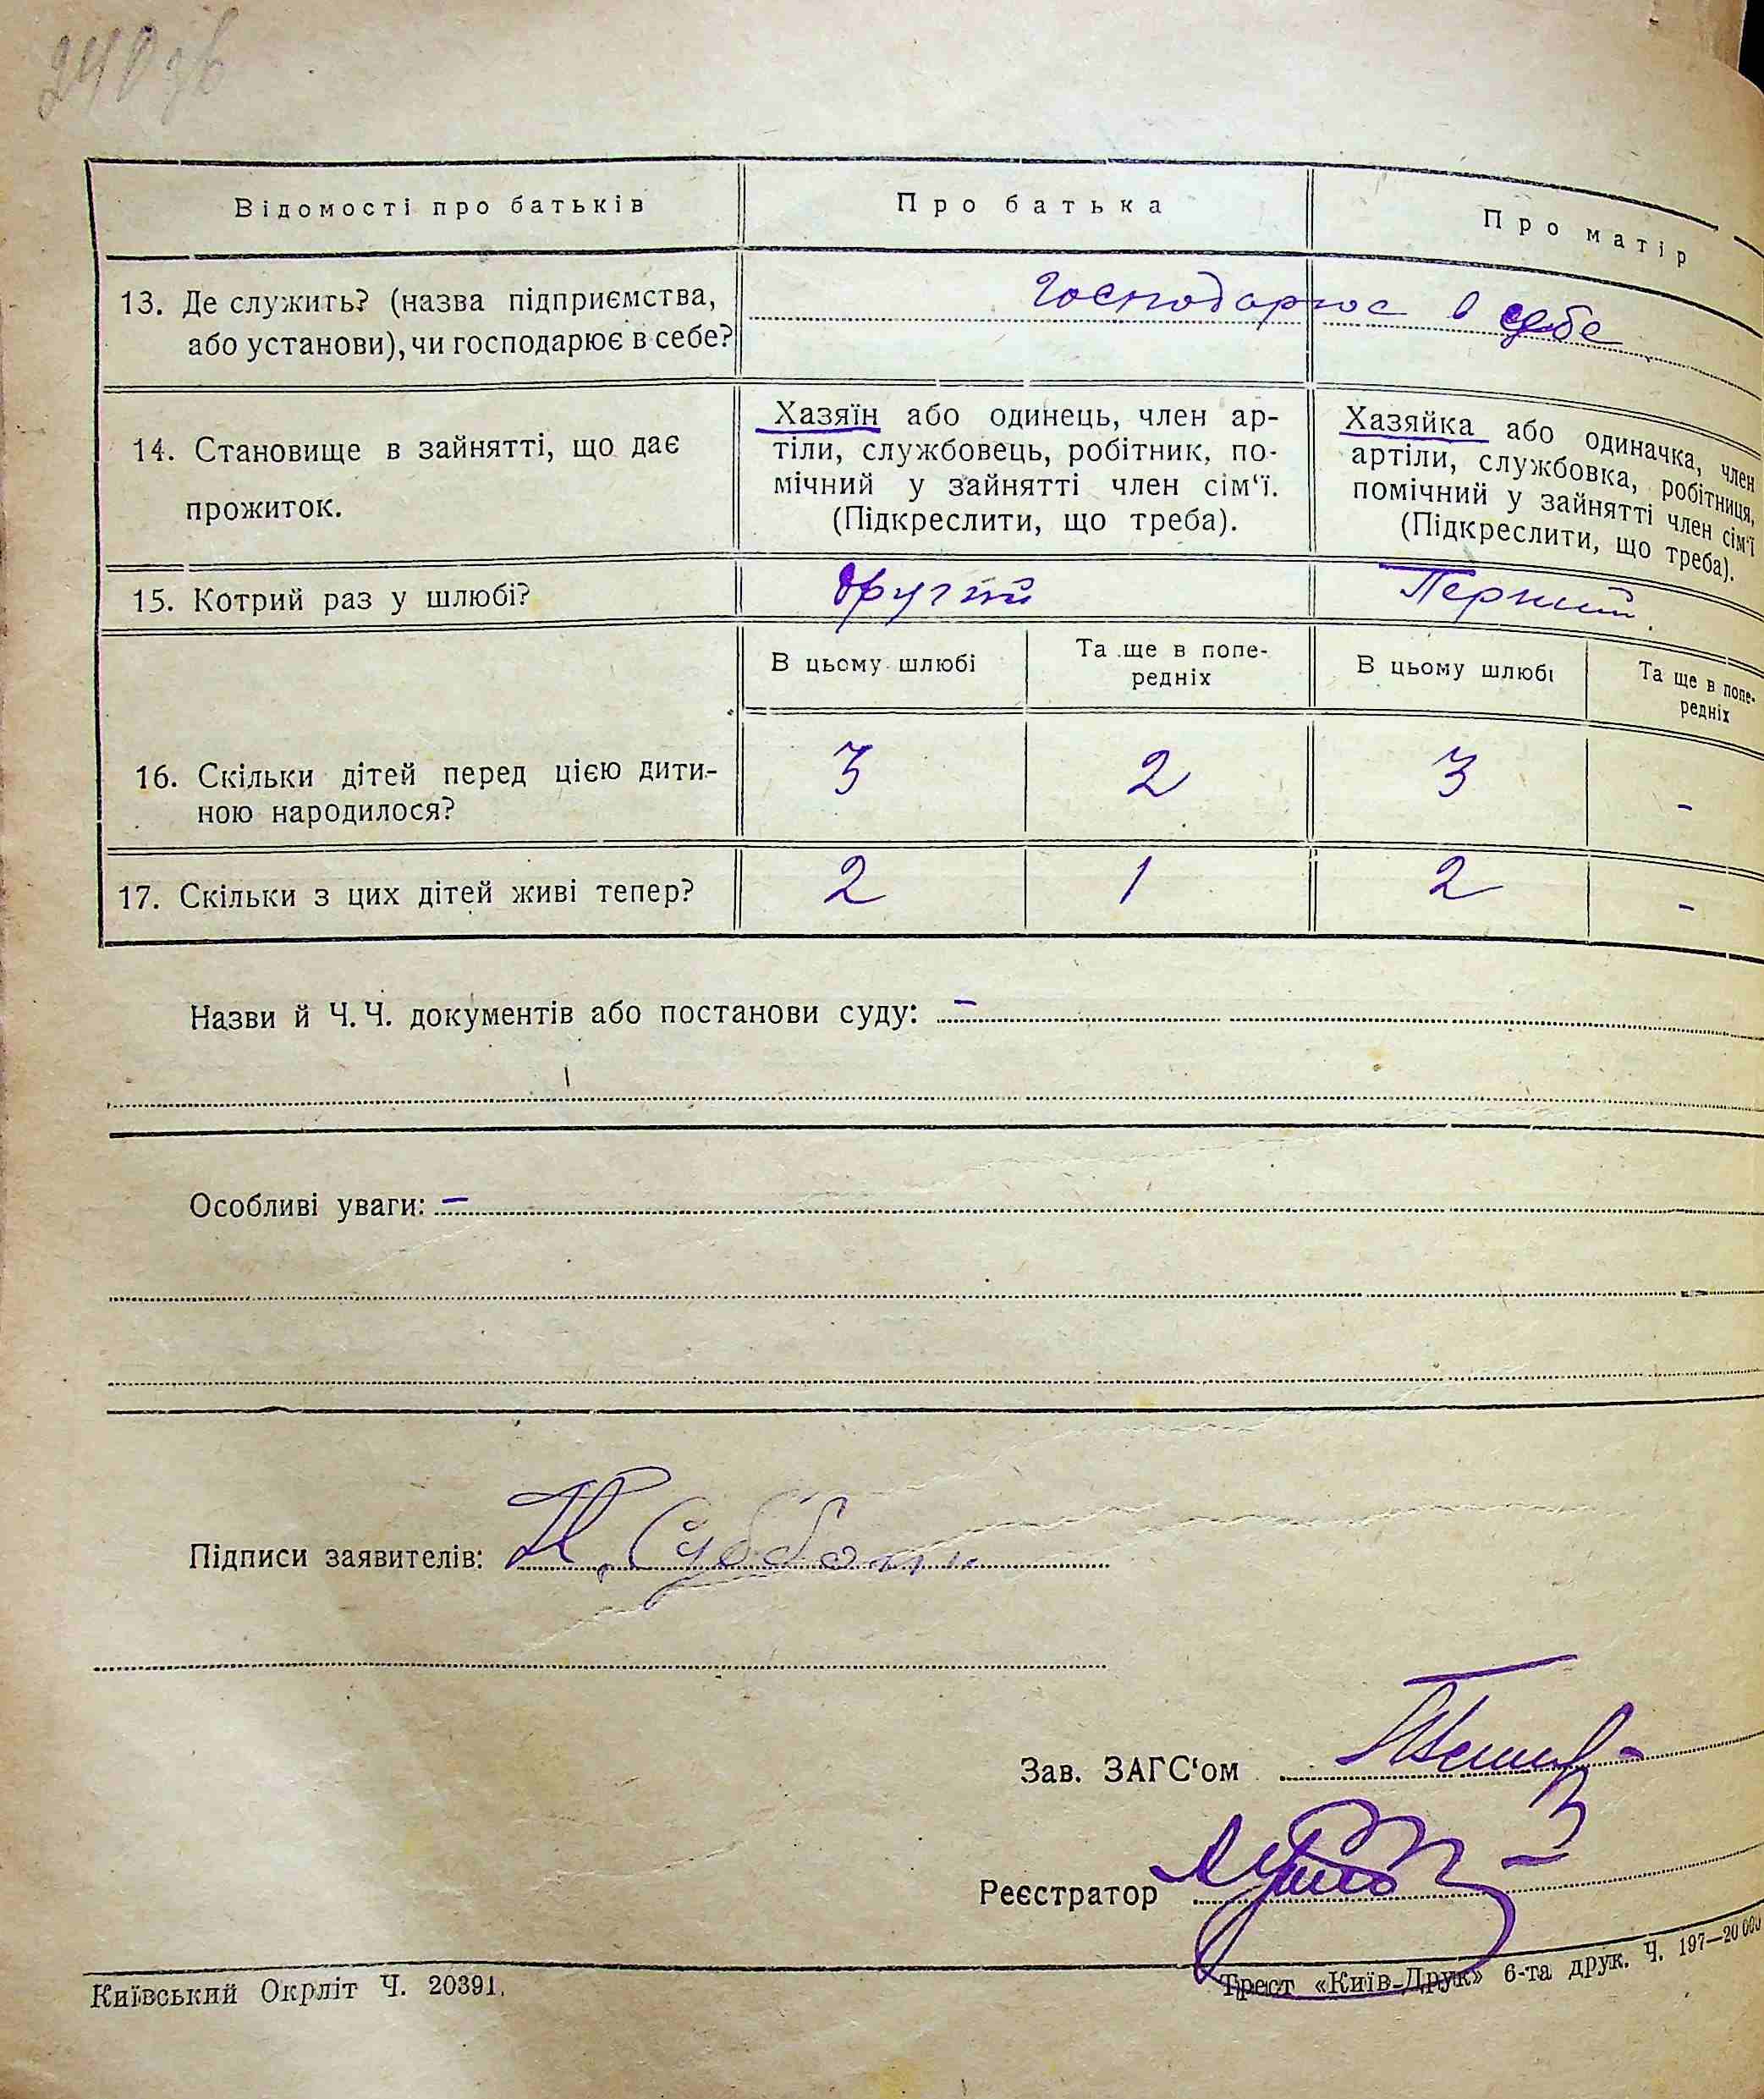 240 зв
Відомості про батьків
Про батька
Про матір
13. Де служить? (назва підприємства,
або установи), чи господарює в себе?
Господарює в себе
14. Становище в зайнятті, що дає
прожиток.
Хазяїн або одинець, член ар-
тіли, службовець, робітник, по-
мічний у зайнятті член сім‘ї.
(Підкреслити, що треба).
Хазяйка або одиначка, член
артіли, службовка, робітниця,
помічний у зайнятті член сім‘ї
(Підкреслити, що треба).
15. Котрий раз у шлюбі?
другий
Перший.
В цьому шлюбі
Та ще в попе-
редніх
В цьому шлюбі
Та ще в попе-
редніх
16. Скільки дітей перед цією дити-
ною народилося?
3 2 3 -
17. Скільки з цих дітей живі тепер?
2 1 2 -
Назви й Ч. Ч. документів або постанови суду: -
Особливі уваги: -
Підписи заявителів:
Зав. ЗАГС‘ом
Реєстратор
Київський Окрліт Ч. 20391.
Трест «Київ-Друк» 6-та друк. Ч. 197—20 000